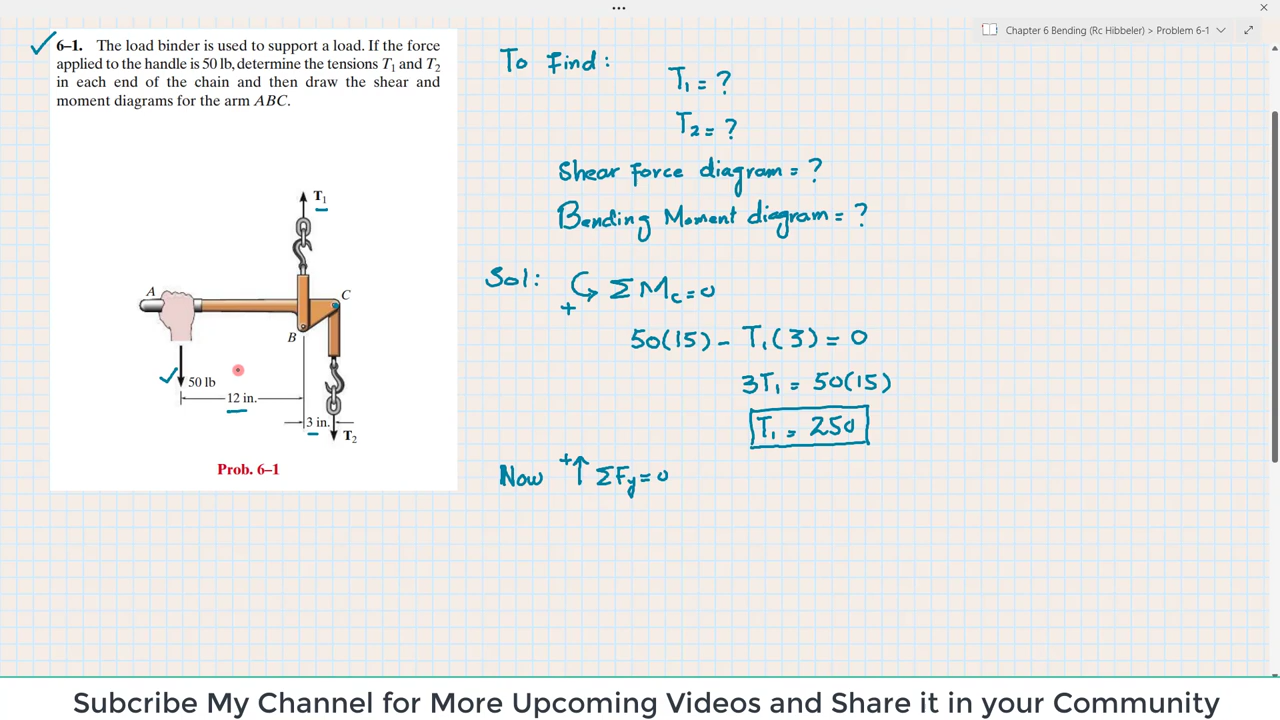 Chapter 6 Bending (Rc Hibbeler) > Problem 6-1
6–1. The load binder is used to support a load. If the force
applied to the handle is 50 lb, determine the tensions T1 and T2
in each end of the chain and then draw the shear and
moment diagrams for the arm ABC.
T1
A
C
B
50 lb
12 in.
3 in.
T2
Prob. 6–1
To Find:
T1 = ?
T2 = ?
Shear Force diagram = ?
Bending Moment diagram = ?
Sol: + ΣMc = 0
50(15) - T1(3) = 0
3T1 = 50(15)
T1 = 250
Now +↑ ΣFy = 0
Subcribe My Channel for More Upcoming Videos and Share it in your Community